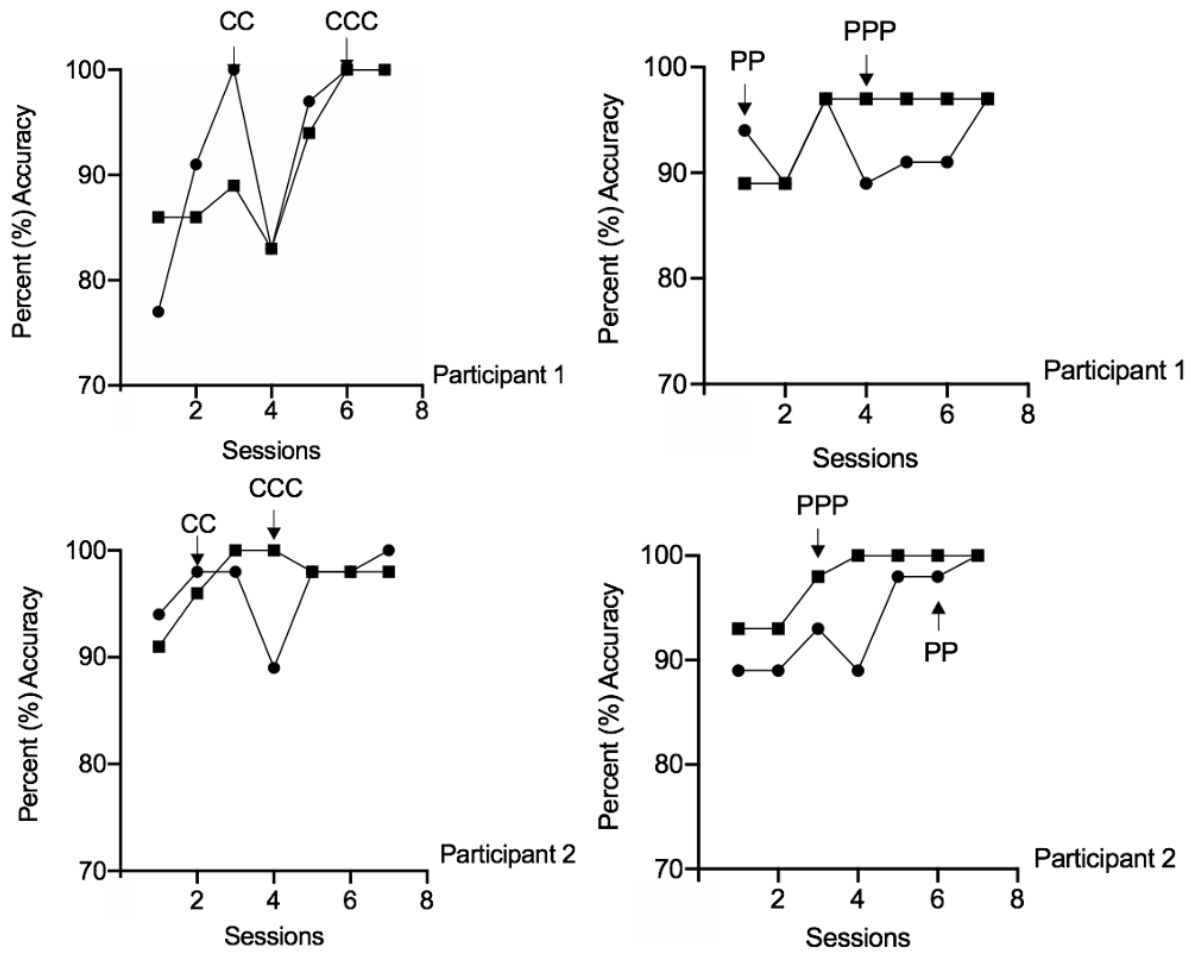 CC
CCC
100
90
80
70
Percent (%) Accuracy
2
4
6
8
Sessions
Participant 1
PP
PPP
100
90
80
70
Percent (%) Accuracy
2
4
6
8
Sessions
Participant 1
CC
CCC
100
90
80
70
Percent (%) Accuracy
2
4
6
8
Sessions
Participant 2
PPP
PP
100
90
80
70
Percent (%) Accuracy
2
4
6
8
Sessions
Participant 2